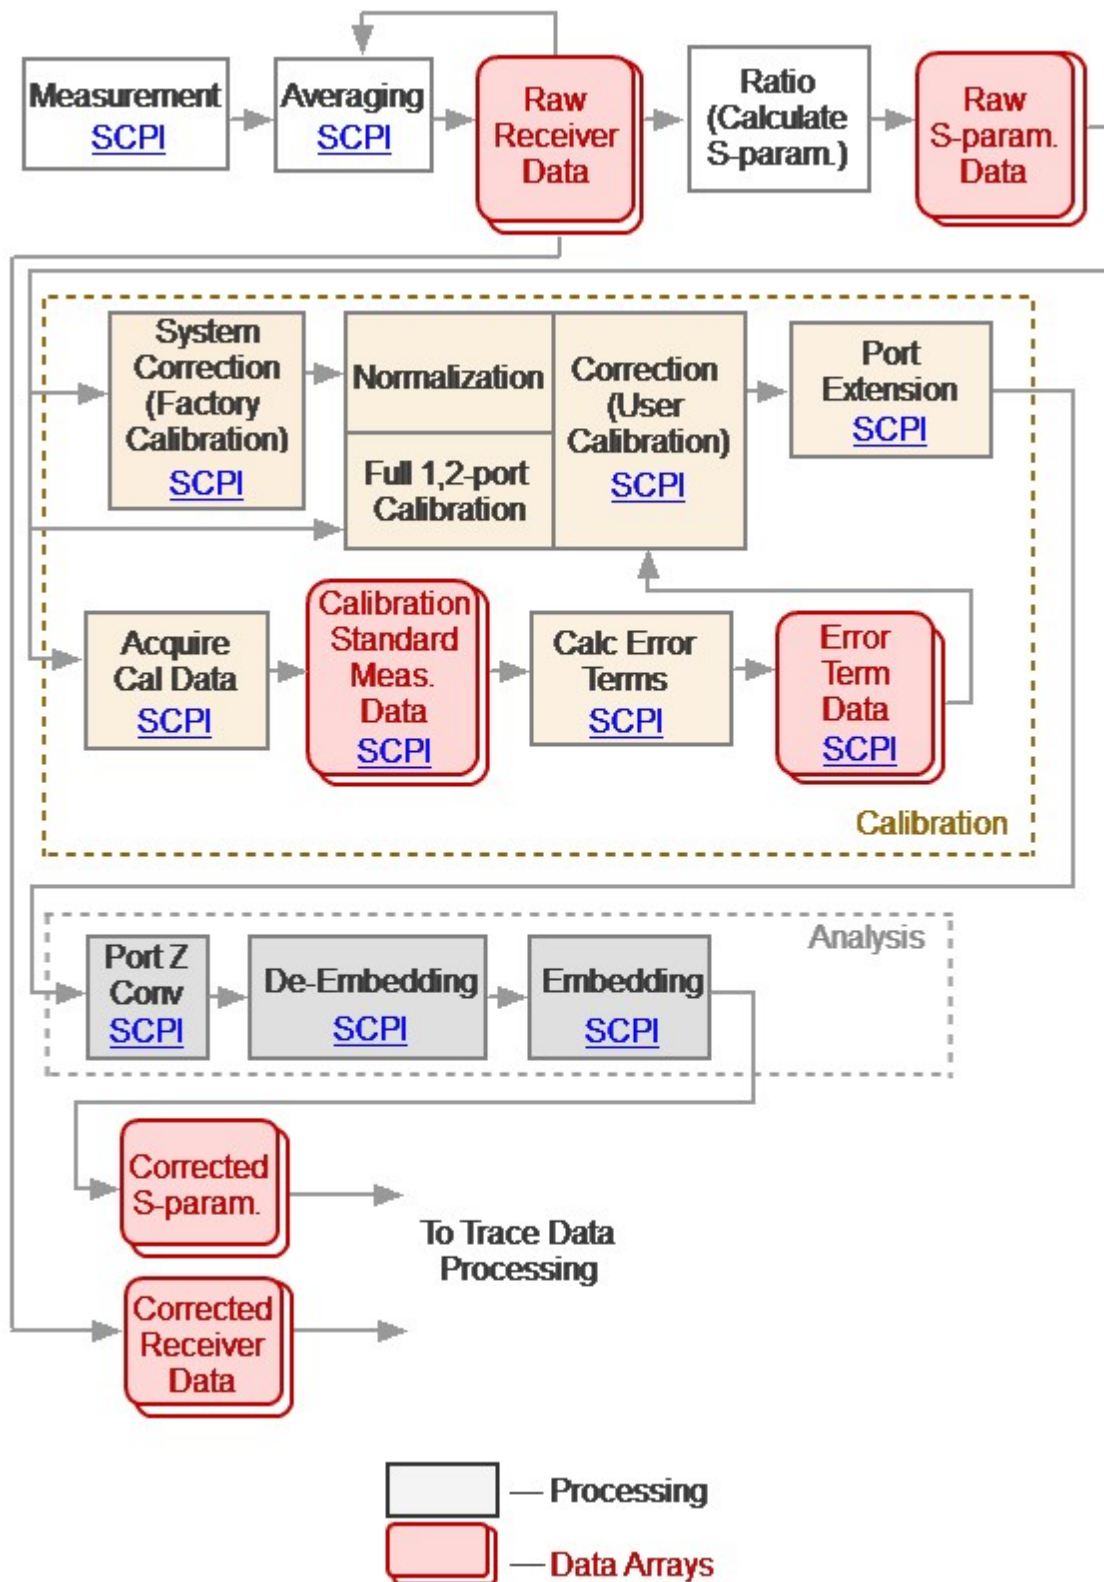 Measurement
SCPI
Averaging
SCPI
Raw
Receiver
Data
Ratio
(Calculate
S-param.)
Raw
S-param.
Data
System
Correction
(Factory
Calibration)
SCPI
Normalization
Full 1,2-port
Calibration
Correction
(User
Calibration)
SCPI
Port
Extension
SCPI
Acquire
Cal Data
SCPI
Calibration
Standard
Meas.
Data
SCPI
Calc Error
Terms
SCPI
Error
Term
Data
SCPI
Calibration
Analysis
Port Z
Conv
SCPI
De-Embedding
SCPI
Embedding
SCPI
Corrected
S-param.
To Trace Data
Processing
Corrected
Receiver
Data
— Processing
— Data Arrays